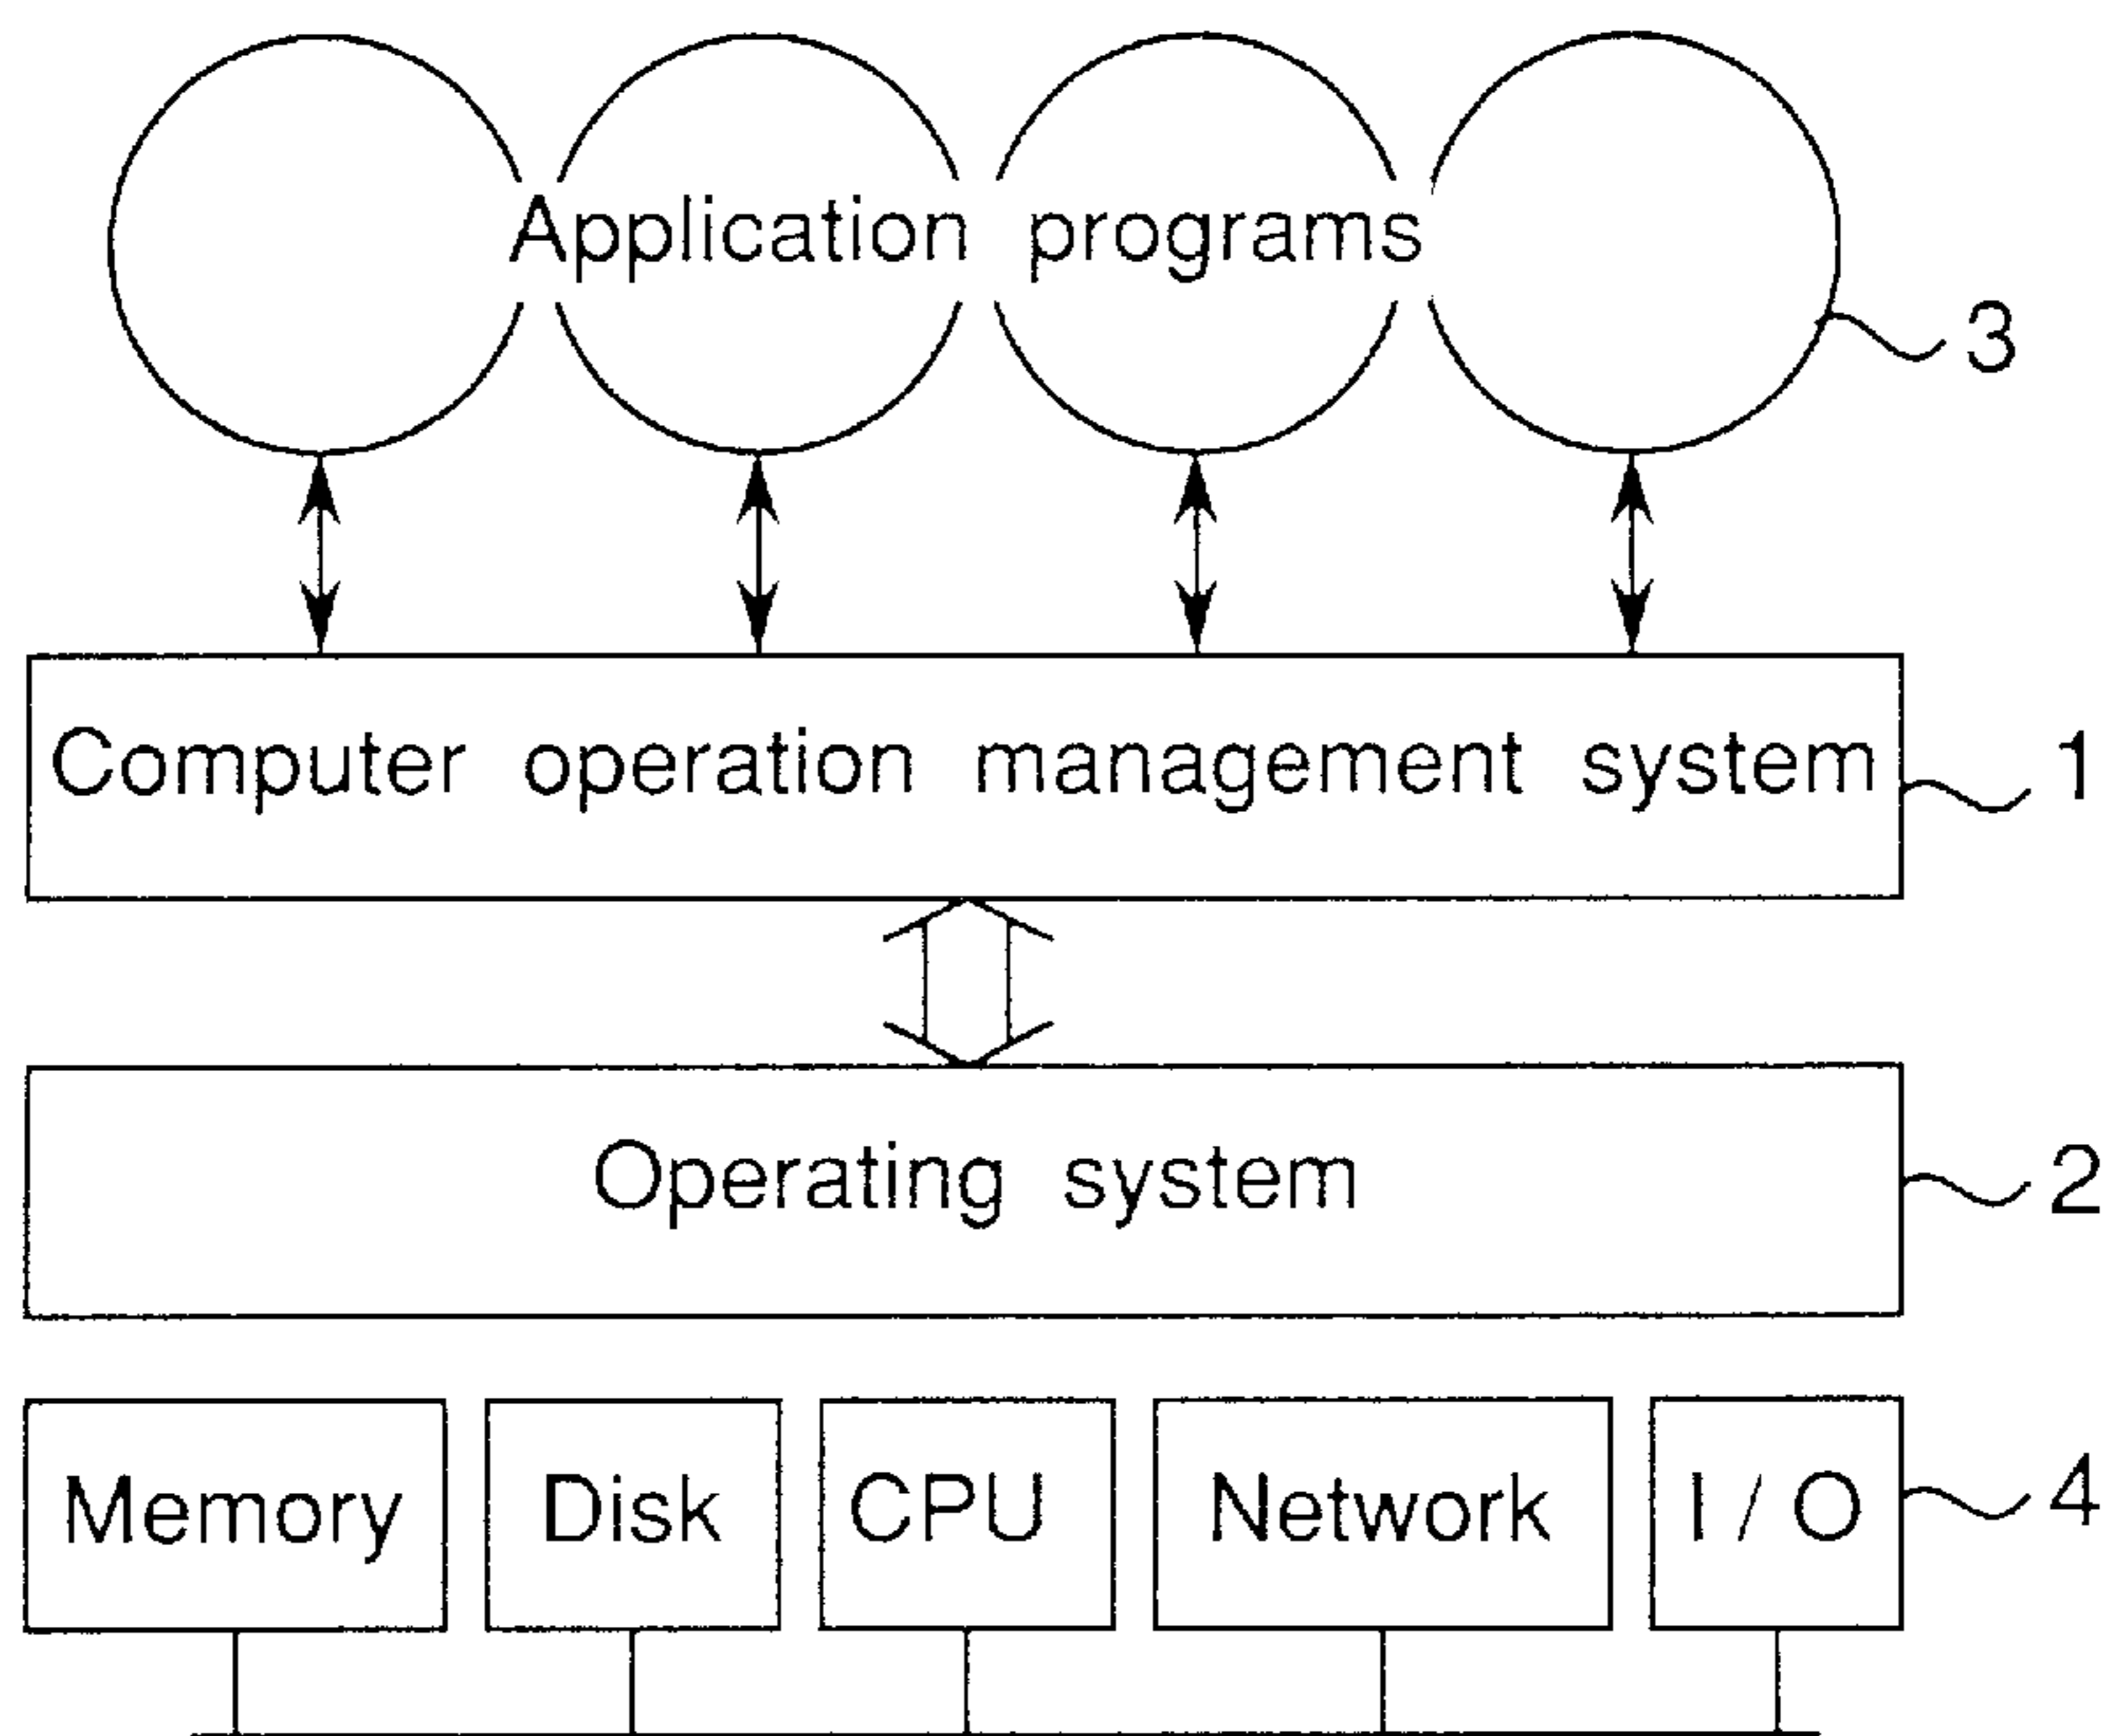 Application programs
3
Computer operation management system
1
Operating system
2
Memory Disk CPU Network I / O
4